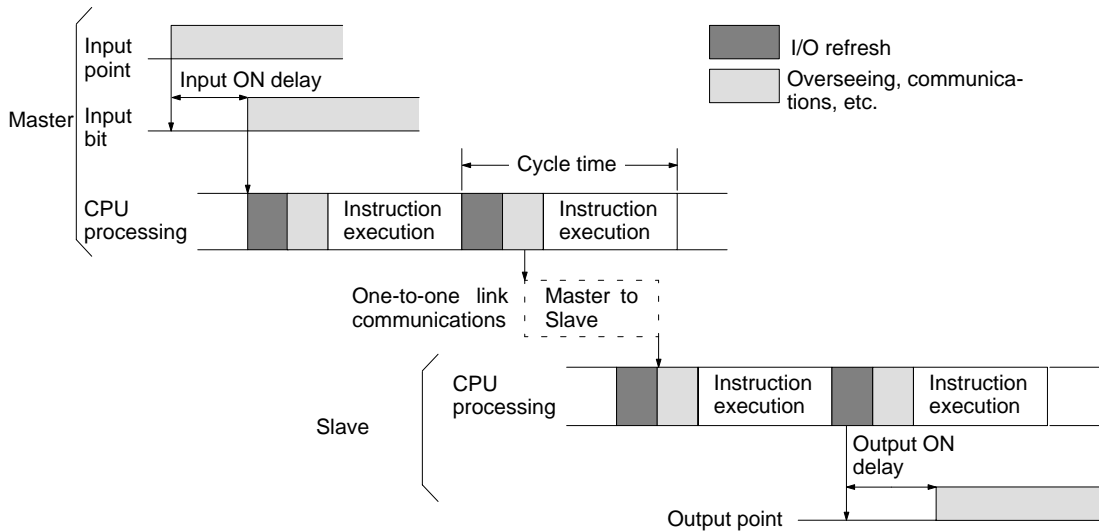 Input
point
I/O refresh
Overseeing, communica-
tions, etc.
Input ON delay
Master
Input
bit
Cycle time
CPU
processing
Instruction
execution
Instruction
execution
One-to-one link
communications
Master to
Slave
Slave
CPU
processing
Instruction
execution
Instruction
execution
Output ON
delay
Output point